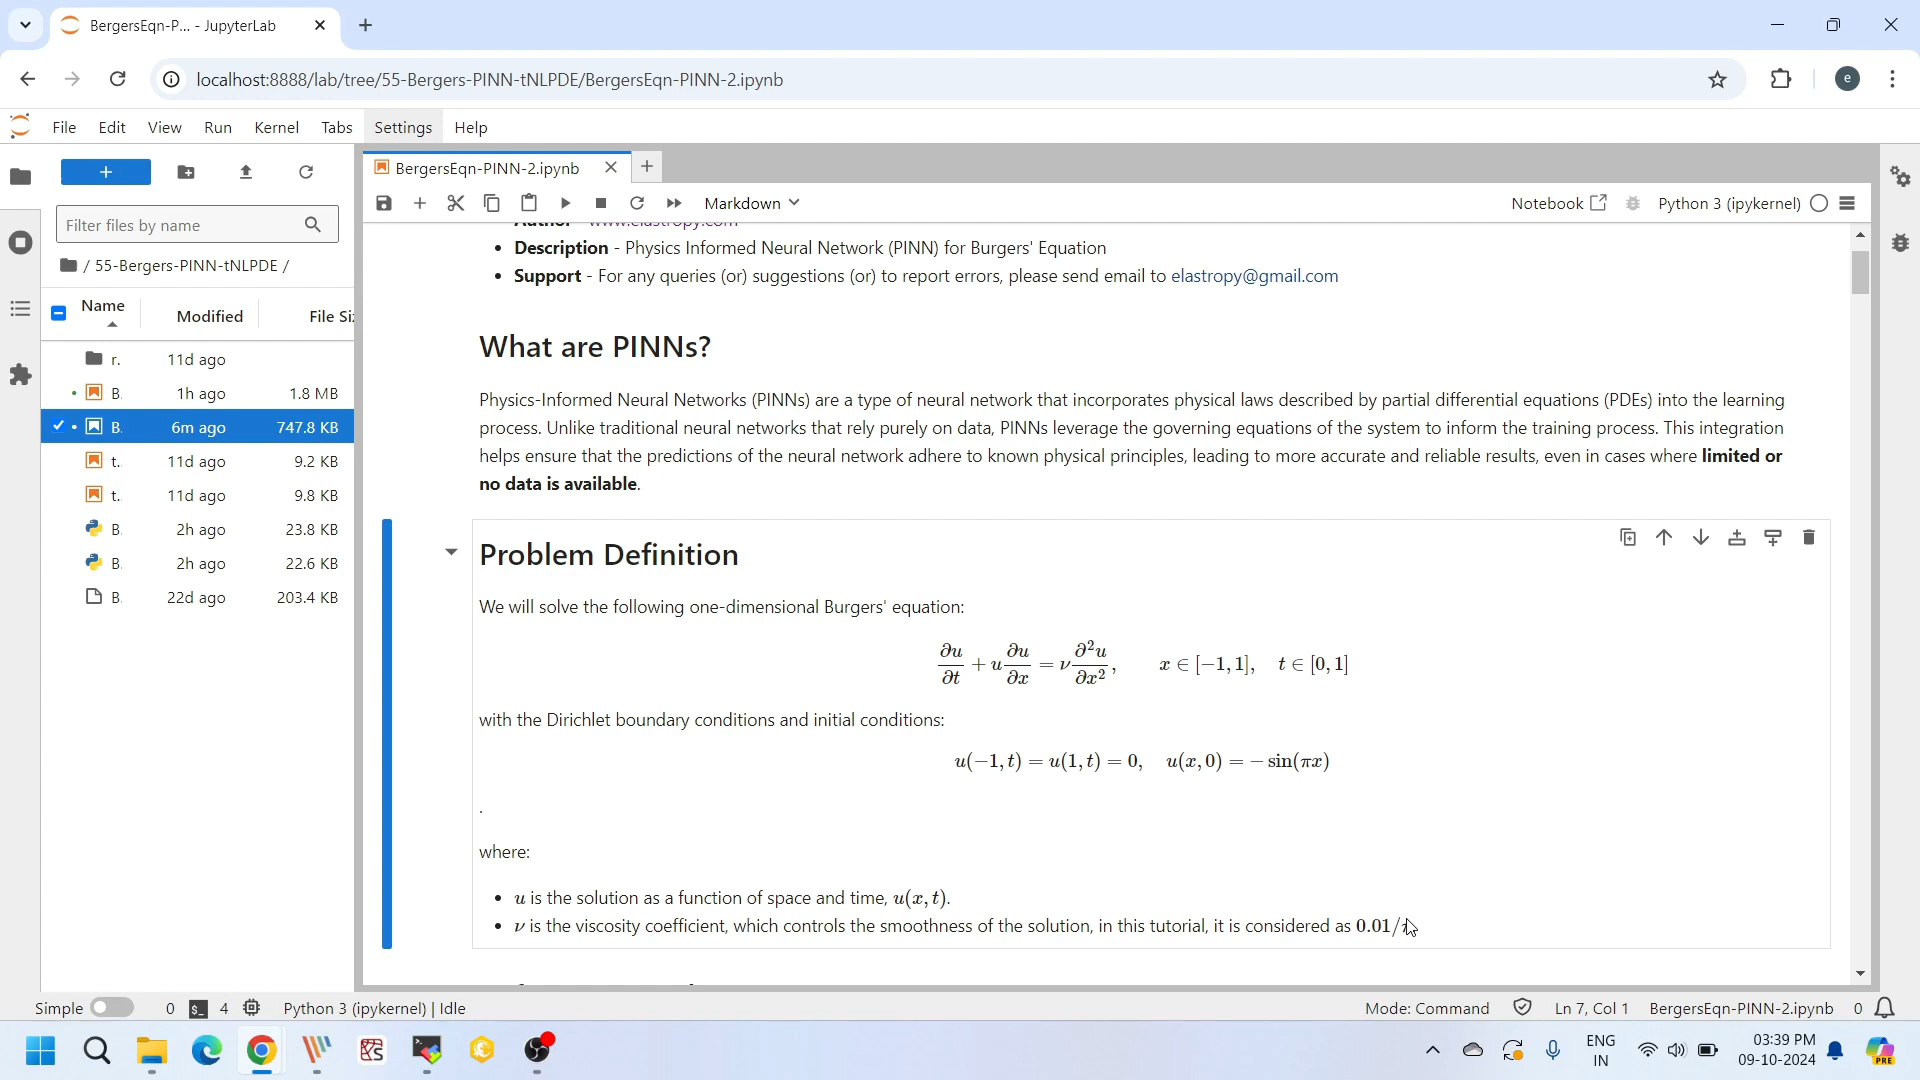 BergersEqn-P... - JupyterLab
localhost:8888/lab/tree/55-Bergers-PINN-tNLPDE/BergersEqn-PINN-2.ipynb
e
File Edit View Run Kernel Tabs Settings Help
BergersEqn-PINN-2.ipynb
Markdown
Notebook
Python 3 (ipykernel)
Filter files by name
/ 55-Bergers-PINN-tNLPDE /
Name Modified File Siz
r. 11d ago
B. 1h ago 1.8 MB
B. 6m ago 747.8 KB
t. 11d ago 9.2 KB
t. 11d ago 9.8 KB
B. 2h ago 23.8 KB
B. 2h ago 22.6 KB
B. 22d ago 203.4 KB
Author - www.elastropy.com
• Description - Physics Informed Neural Network (PINN) for Burgers' Equation
• Support - For any queries (or) suggestions (or) to report errors, please send email to elastropy@gmail.com
What are PINNs?
Physics-Informed Neural Networks (PINNs) are a type of neural network that incorporates physical laws described by partial differential equations (PDEs) into the learning
process. Unlike traditional neural networks that rely purely on data, PINNs leverage the governing equations of the system to inform the training process. This integration
helps ensure that the predictions of the neural network adhere to known physical principles, leading to more accurate and reliable results, even in cases where limited or
no data is available.
Problem Definition
We will solve the following one-dimensional Burgers' equation:
∂u/∂t + u ∂u/∂x = ν ∂²u/∂x², x ∈ [−1, 1], t ∈ [0, 1]
with the Dirichlet boundary conditions and initial conditions:
u(−1, t) = u(1, t) = 0, u(x, 0) = − sin(πx)
.
where:
• u is the solution as a function of space and time, u(x, t).
• ν is the viscosity coefficient, which controls the smoothness of the solution, in this tutorial, it is considered as 0.01/
Simple 0 4 Python 3 (ipykernel) | Idle
Mode: Command Ln 7, Col 1 BergersEqn-PINN-2.ipynb 0
ENG
IN
03:39 PM
09-10-2024
PRE